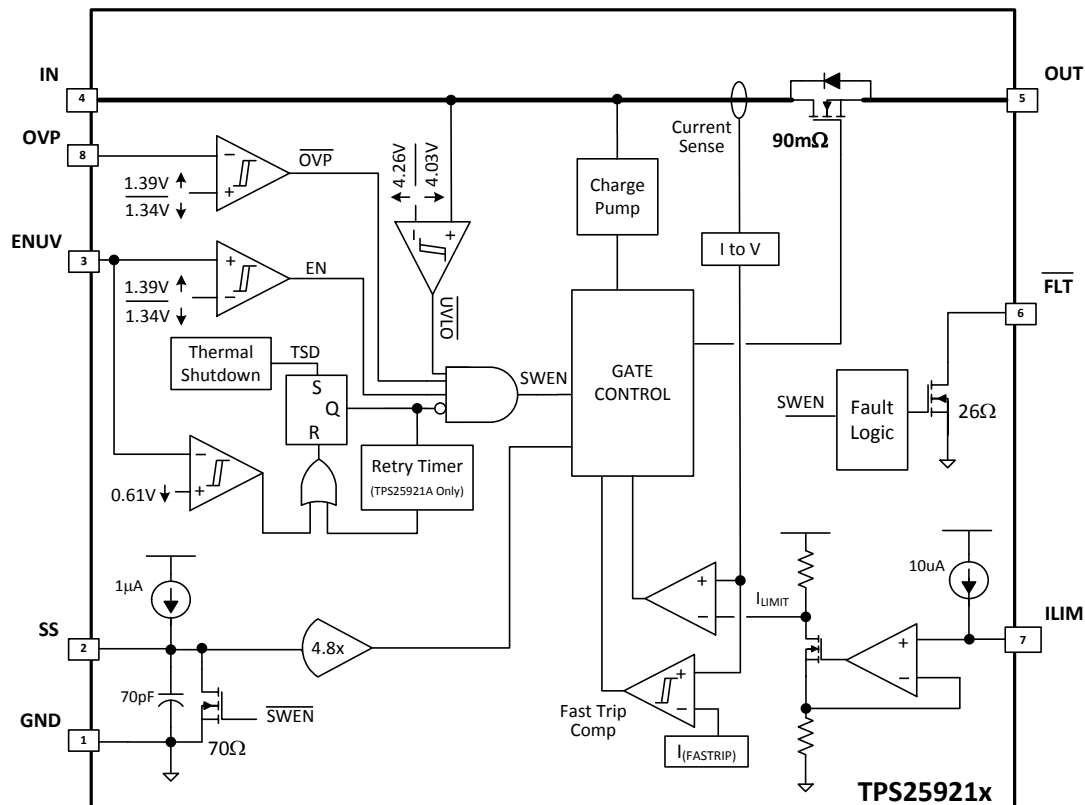 IN
4
OUT
5
OVP
8
OVP
1.39V
1.34V
4.26V
4.03V
Current
Sense
90mΩ
Charge
Pump
I to V
ENUV
3
EN
1.39V
1.34V
UVLO
FLT
6
Thermal
Shutdown
TSD
S
Q
R
SWEN
GATE
CONTROL
SWEN
Fault
Logic
26Ω
Retry Timer
(TPS25921A Only)
0.61V
1µA
10uA
SS
2
4.8x
ILIMIT
ILIM
7
70pF
SWEN
70Ω
GND
1
Fast Trip
Comp
I(FASTRIP)
TPS25921x